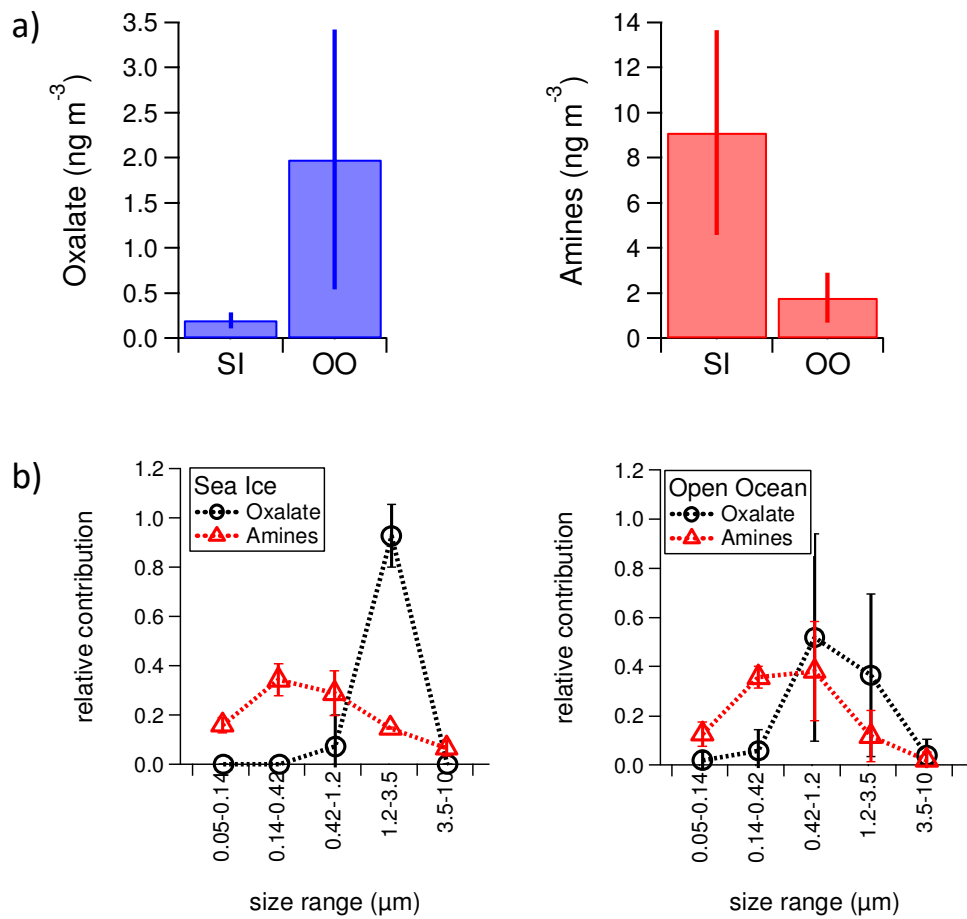 a)
Oxalate (ng m⁻³)
3.5
3.0
2.5
2.0
1.5
1.0
0.5
0.0
SI OO
Amines (ng m⁻³)
14
12
10
8
6
4
2
0
SI OO
b)
relative contribution
1.2
1.0
0.8
0.6
0.4
0.2
0.0
Sea Ice
Oxalate
Amines
0.05-0.14
0.14-0.42
0.42-1.2
1.2-3.5
3.5-10
size range (µm)
relative contribution
1.2
1.0
0.8
0.6
0.4
0.2
0.0
Open Ocean
Oxalate
Amines
0.05-0.14
0.14-0.42
0.42-1.2
1.2-3.5
3.5-10
size range (µm)